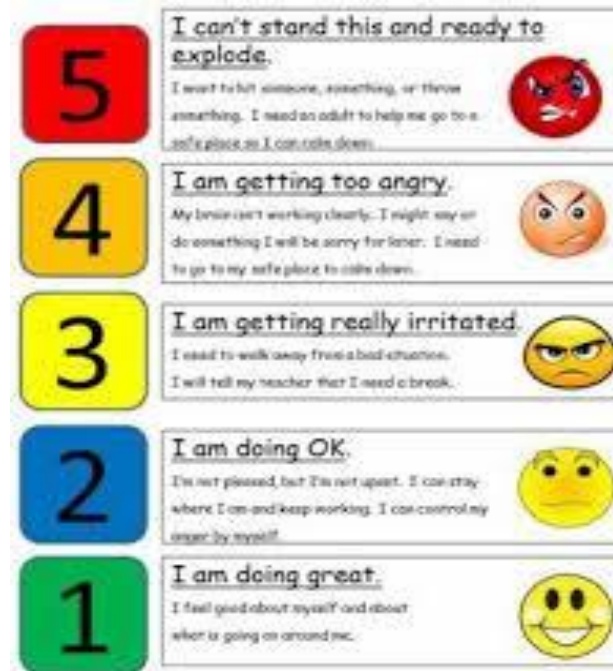 5
I can't stand this and ready to
explode.
I want to hit someone, something, or throw
something. I need an adult to help me go to a
safe place so I can calm down.
4
I am getting too angry.
My brain isn't working clearly. I might say or
do something I will be sorry for later. I need
to go to my safe place to calm down.
3
I am getting really irritated.
I need to walk away from a bad situation.
I will tell my teacher that I need a break.
2
I am doing OK.
I'm not pleased, but I'm not upset. I can stay
where I am and keep working. I can control my
anger by myself.
1
I am doing great.
I feel good about myself and about
what is going on around me.